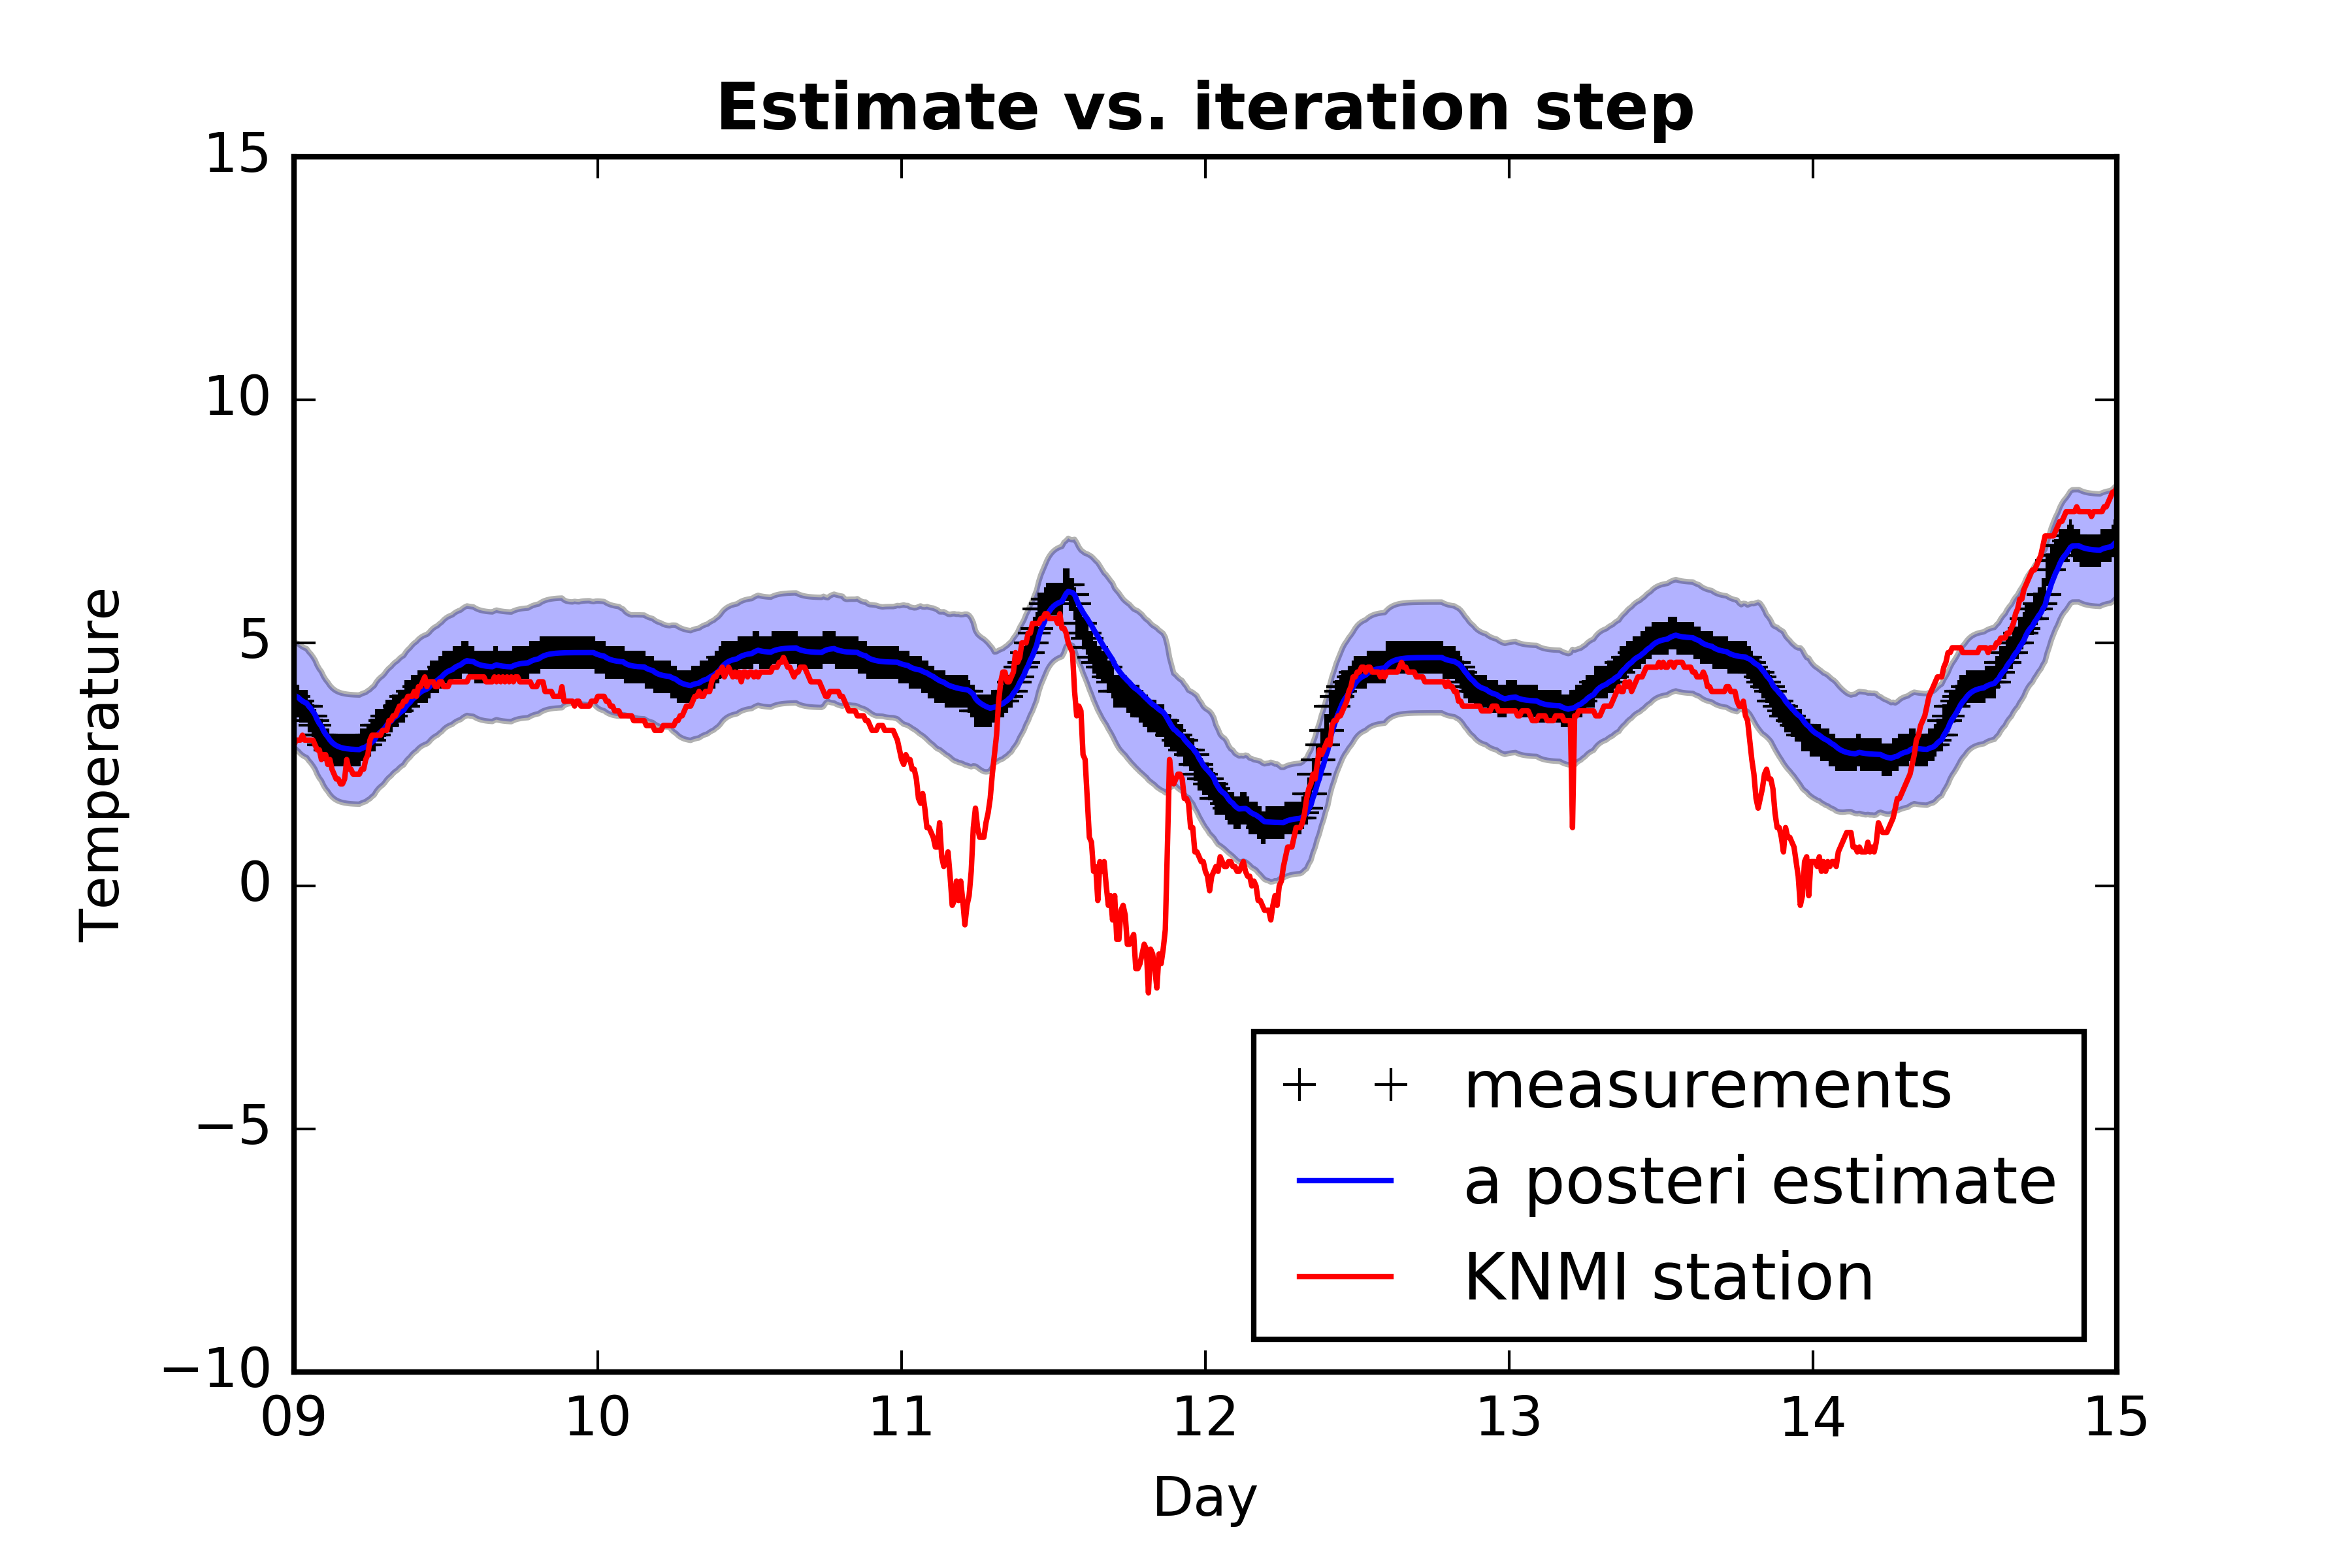 Estimate vs. iteration step
15
10
5
0
−5
−10
Temperature
measurements
a posteri estimate
KNMI station
09 10 11 12 13 14 15
Day